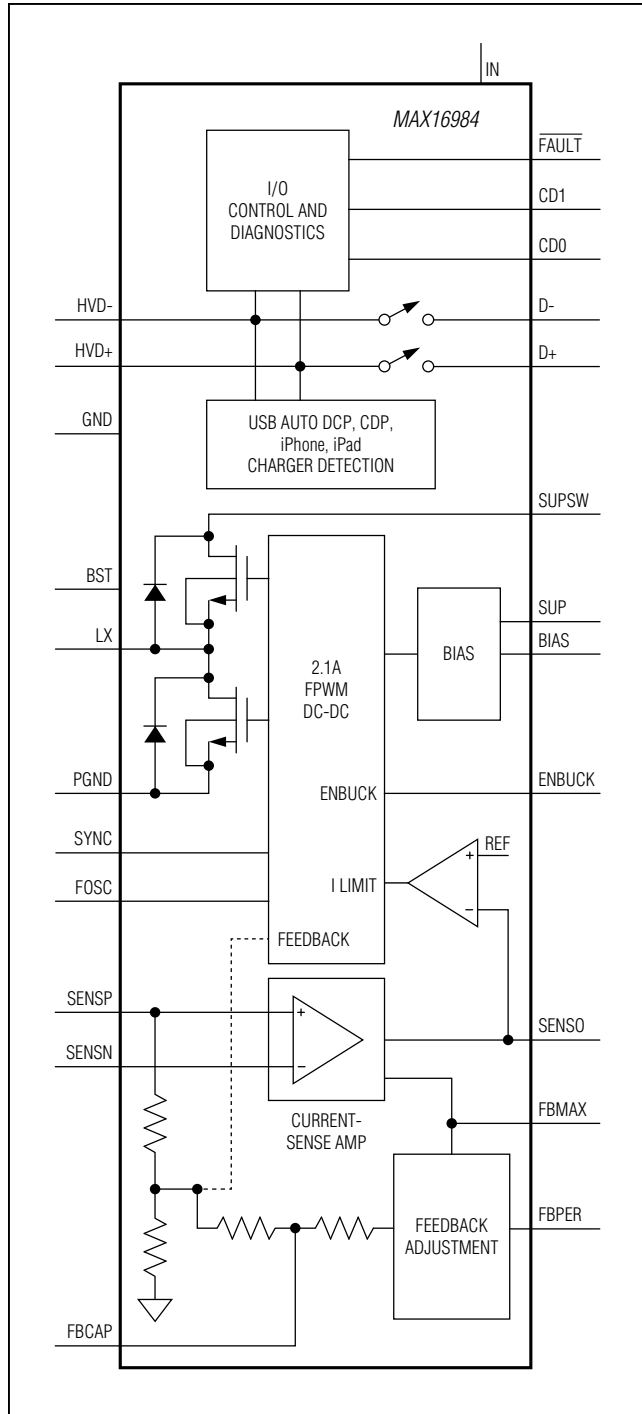 IN
MAX16984
FAULT
I/O
CONTROL AND
DIAGNOSTICS
CD1
CD0
HVD-
D-
HVD+
D+
GND
USB AUTO DCP, CDP,
iPhone, iPad
CHARGER DETECTION
SUPSW
BST
SUP
LX
BIAS
BIAS
2.1A
FPWM
DC-DC
PGND
ENBUCK
ENBUCK
SYNC
REF
+
I LIMIT
-
FOSC
FEEDBACK
SENSP
+
SENSN
-
SENSO
CURRENT-
SENSE AMP
FBMAX
FEEDBACK
ADJUSTMENT
FBPER
FBCAP